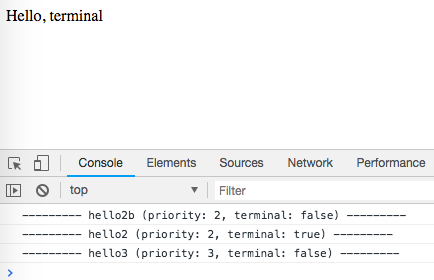 Hello, terminal
Console Elements Sources Network Performance
top Filter
--------- hello2b (priority: 2, terminal: false) ---------
--------- hello2 (priority: 2, terminal: true) ---------
--------- hello3 (priority: 3, terminal: false) ---------